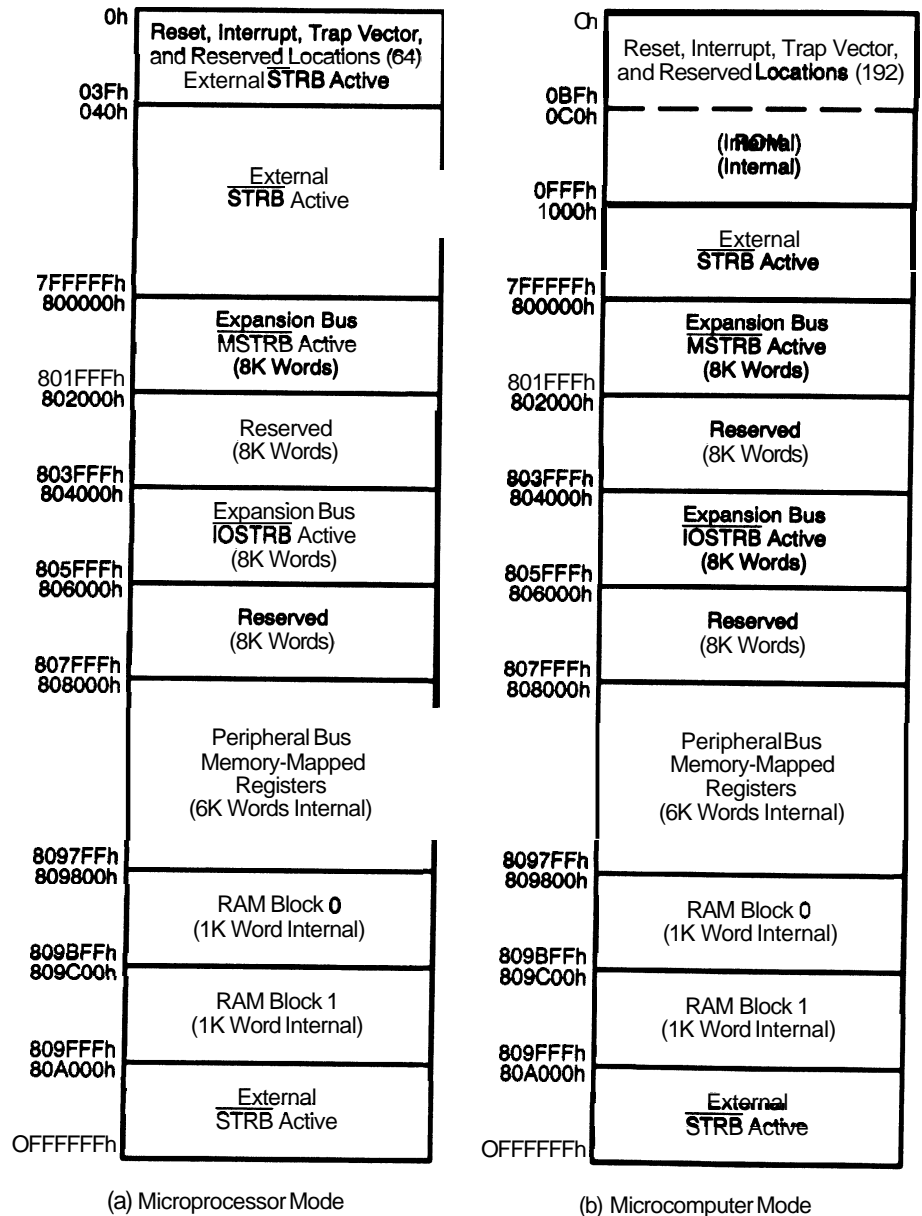 0h
Reset, Interrupt, Trap Vector,
and Reserved Locations (64)
External STRB Active
03Fh
040h
External
STRB Active
7FFFFFh
800000h
Expansion Bus
MSTRB Active
(8K Words)
801FFFh
802000h
Reserved
(8K Words)
803FFFh
804000h
Expansion Bus
IOSTRB Active
(8K Words)
805FFFh
806000h
Reserved
(8K Words)
807FFFh
808000h
Peripheral Bus
Memory-Mapped
Registers
(6K Words Internal)
8097FFh
809800h
RAM Block 0
(1K Word Internal)
809BFFh
809C00h
RAM Block 1
(1K Word Internal)
809FFFh
80A000h
External
STRB Active
0FFFFFFh
(a) Microprocessor Mode
0h
Reset, Interrupt, Trap Vector,
and Reserved Locations (192)
0BFh
0C0h
ROM
(Internal)
0FFFh
1000h
External
STRB Active
7FFFFFh
800000h
Expansion Bus
MSTRB Active
(8K Words)
801FFFh
802000h
Reserved
(8K Words)
803FFFh
804000h
Expansion Bus
IOSTRB Active
(8K Words)
805FFFh
806000h
Reserved
(8K Words)
807FFFh
808000h
Peripheral Bus
Memory-Mapped
Registers
(6K Words Internal)
8097FFh
809800h
RAM Block 0
(1K Word Internal)
809BFFh
809C00h
RAM Block 1
(1K Word Internal)
809FFFh
80A000h
External
STRB Active
0FFFFFFh
(b) Microcomputer Mode